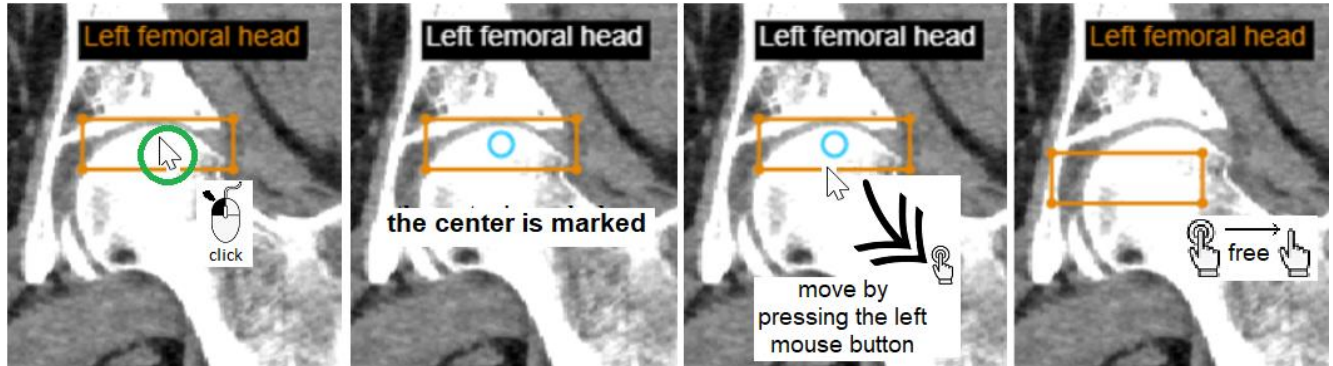 Left femoral head
click
Left femoral head
the center is marked
Left femoral head
move by
pressing the left
mouse button
Left femoral head
free